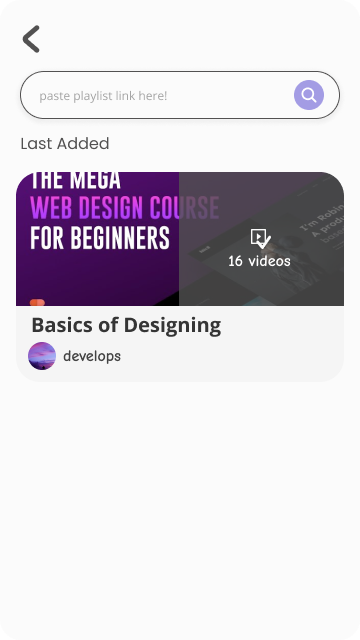 paste playlist link here!
Last Added
THE MEGA
WEB DESIGN COURSE
FOR BEGINNERS
I'm Robin
A produ
16 videos
Basics of Designing
develops